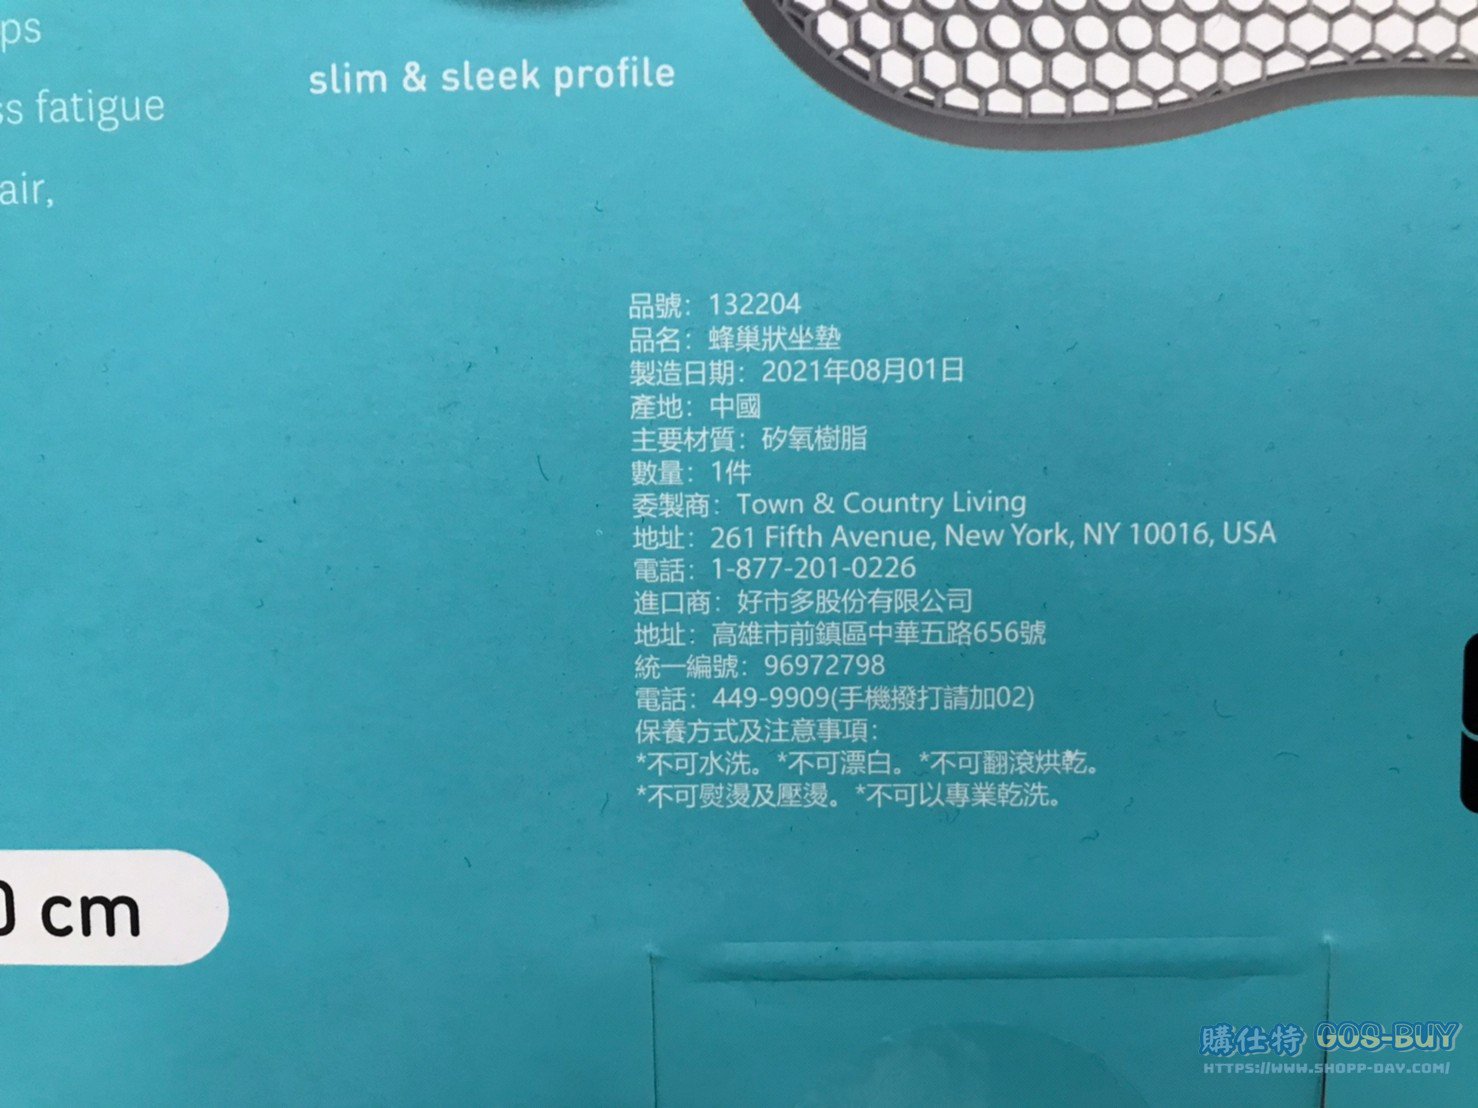 ps
slim & sleek profile
ss fatigue
air,
品號：132204
品名：蜂巢狀坐墊
製造日期：2021年08月01日
產地：中國
主要材質：矽氧樹脂
數量：1件
委製商：Town & Country Living
地址：261 Fifth Avenue, New York, NY 10016, USA
電話：1-877-201-0226
進口商：好市多股份有限公司
地址：高雄市前鎮區中華五路656號
統一編號：96972798
電話：449-9909(手機撥打請加02)
保養方式及注意事項：
*不可水洗。*不可漂白。*不可翻滾烘乾。
*不可熨燙及壓燙。*不可以專業乾洗。
0 cm
購仕特 GOS-BUY
HTTPS://WWW.SHOPP-DAY.COM/